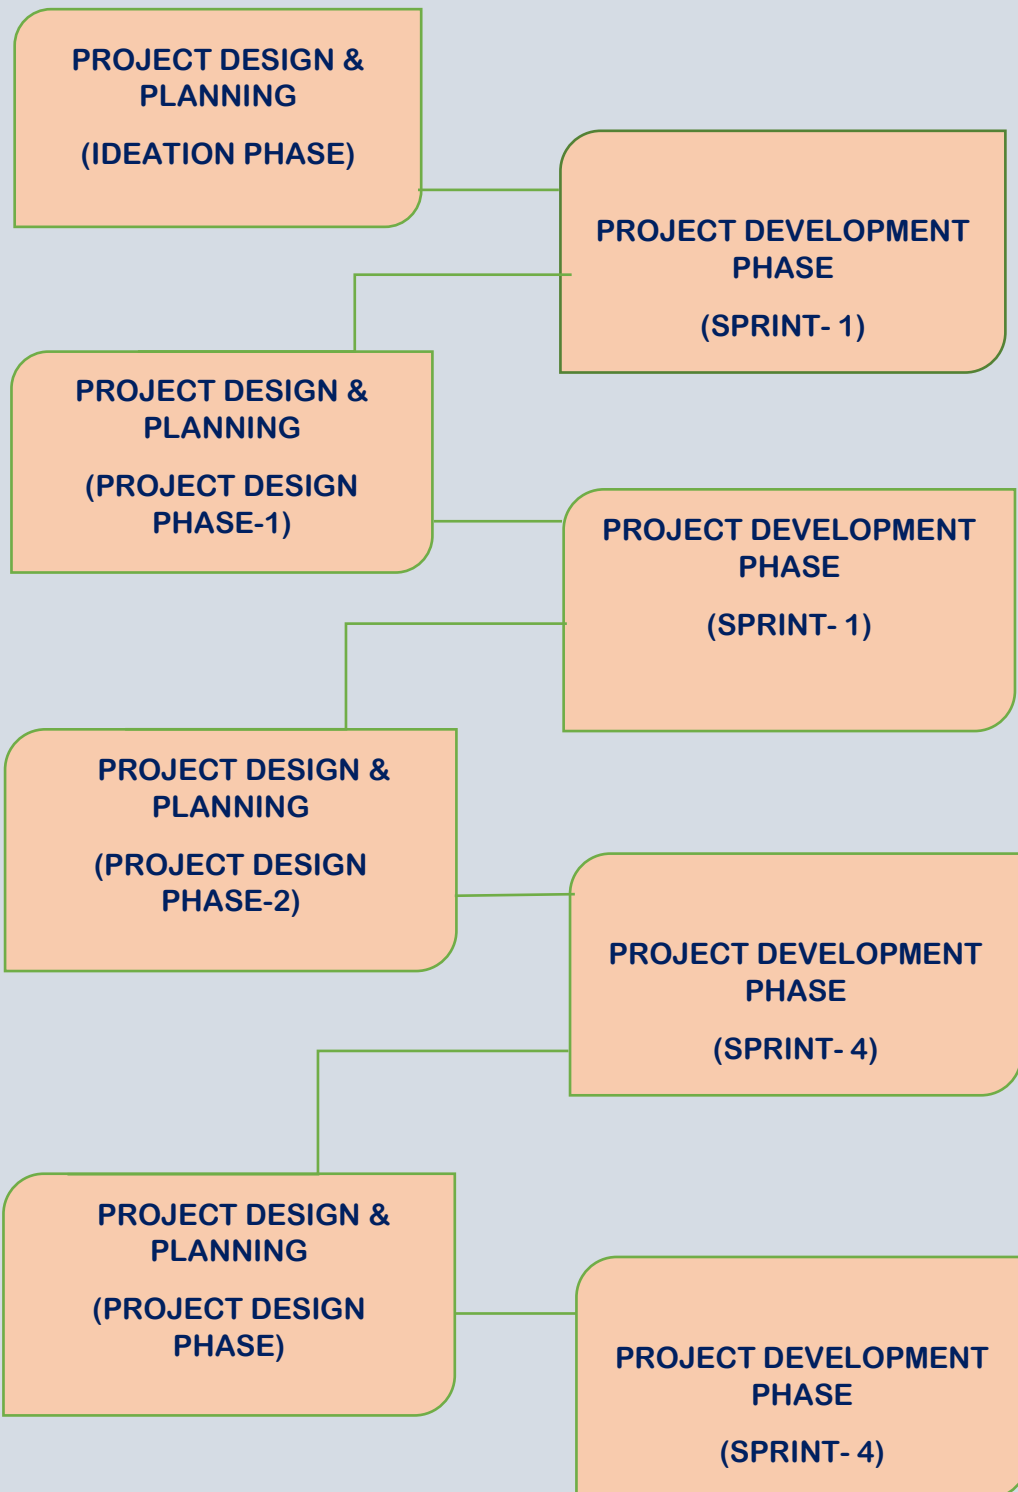 PROJECT DESIGN &
PLANNING
(IDEATION PHASE)
PROJECT DEVELOPMENT
PHASE
(SPRINT- 1)
PROJECT DESIGN &
PLANNING
(PROJECT DESIGN
PHASE-1)
PROJECT DEVELOPMENT
PHASE
(SPRINT- 1)
PROJECT DESIGN &
PLANNING
(PROJECT DESIGN
PHASE-2)
PROJECT DEVELOPMENT
PHASE
(SPRINT- 4)
PROJECT DESIGN &
PLANNING
(PROJECT DESIGN
PHASE)
PROJECT DEVELOPMENT
PHASE
(SPRINT- 4)